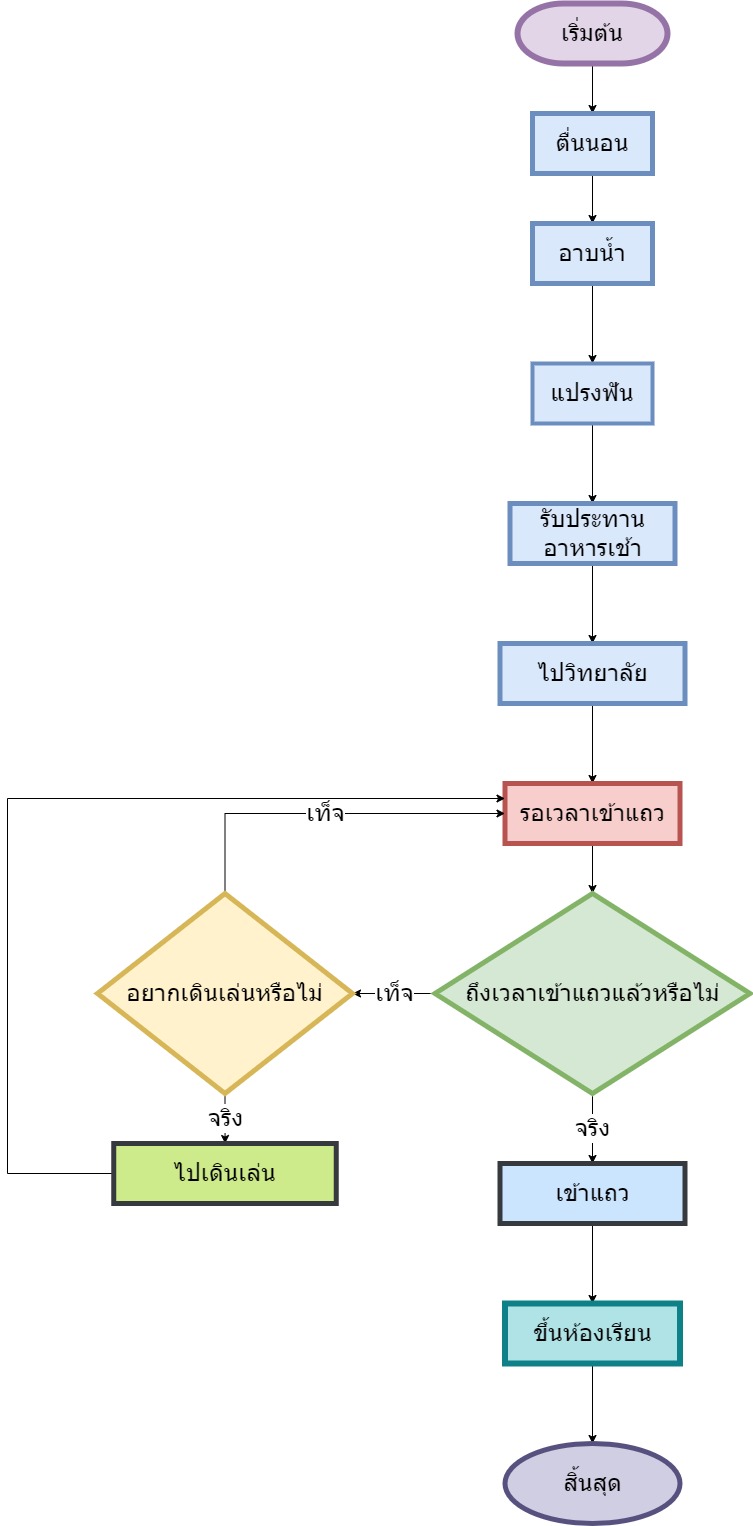 เริ่มต้น
ตื่นนอน
อาบน้ำ
แปรงฟัน
รับประทาน
อาหารเช้า
ไปวิทยาลัย
รอเวลาเข้าแถว
เท็จ
อยากเดินเล่นหรือไม่
เท็จ
ถึงเวลาเข้าแถวแล้วหรือไม่
จริง
จริง
ไปเดินเล่น
เข้าแถว
ขึ้นห้องเรียน
สิ้นสุด